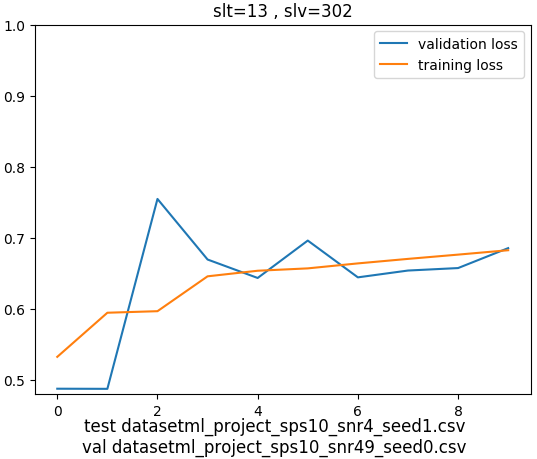 slt=13 , slv=302
1.0
validation loss
training loss
0.9
0.8
0.7
0.6
0.5
0 2 4 6 8
test datasetml_project_sps10_snr4_seed1.csv
val datasetml_project_sps10_snr49_seed0.csv